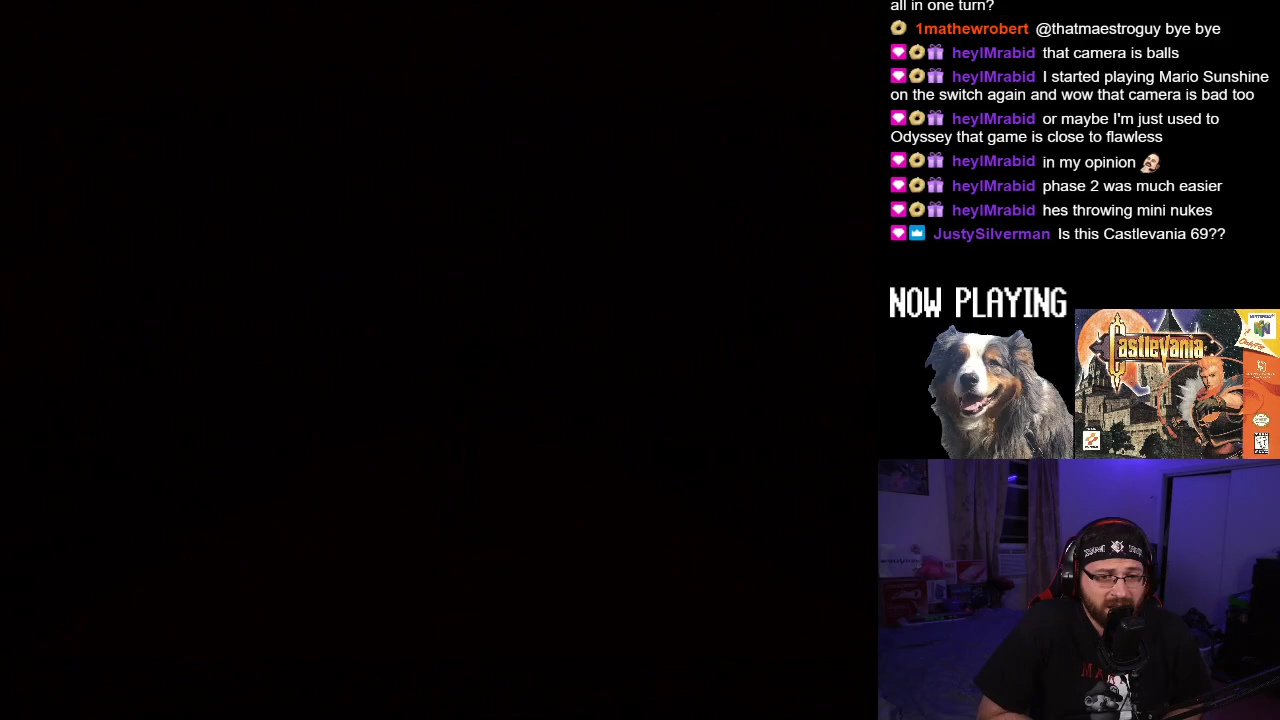 all in one turn?
1mathewrobert @thatmaestroguy bye bye
heyIMrabid that camera is balls
heyIMrabid I started playing Mario Sunshine
on the switch again and wow that camera is bad too
heyIMrabid or maybe I'm just used to
Odyssey that game is close to flawless
heyIMrabid in my opinion
heyIMrabid phase 2 was much easier
heyIMrabid hes throwing mini nukes
JustySilverman Is this Castlevania 69??
NOW PLAYING
Castlevania